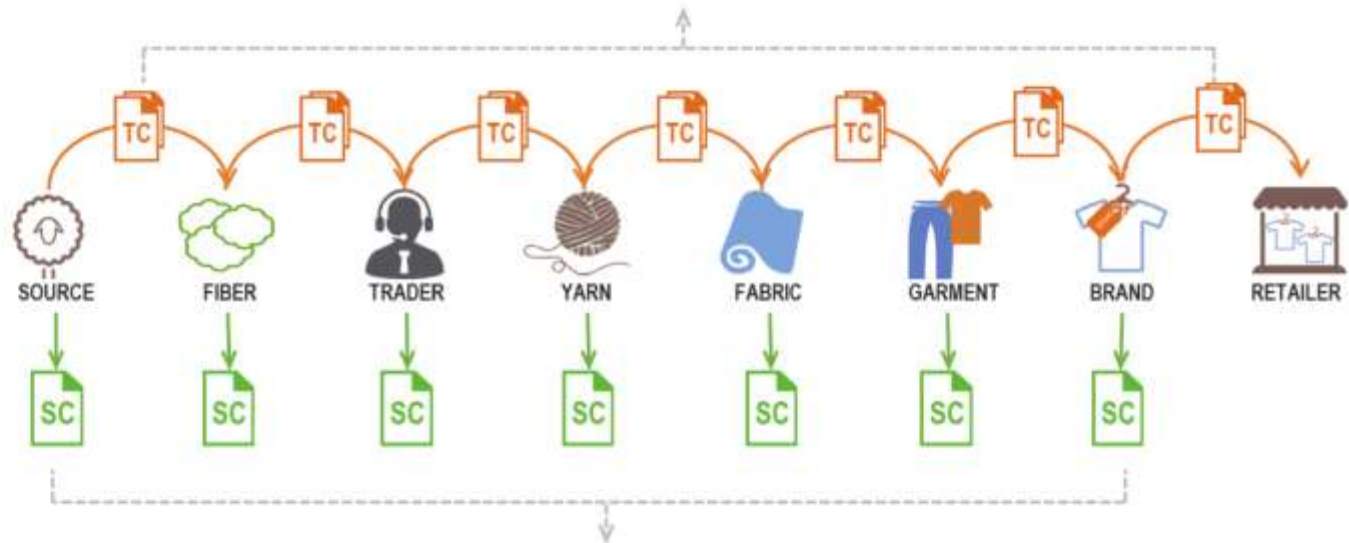 TC TC TC TC TC TC TC
SOURCE FIBER TRADER YARN FABRIC GARMENT BRAND RETAILER
SC SC SC SC SC SC SC